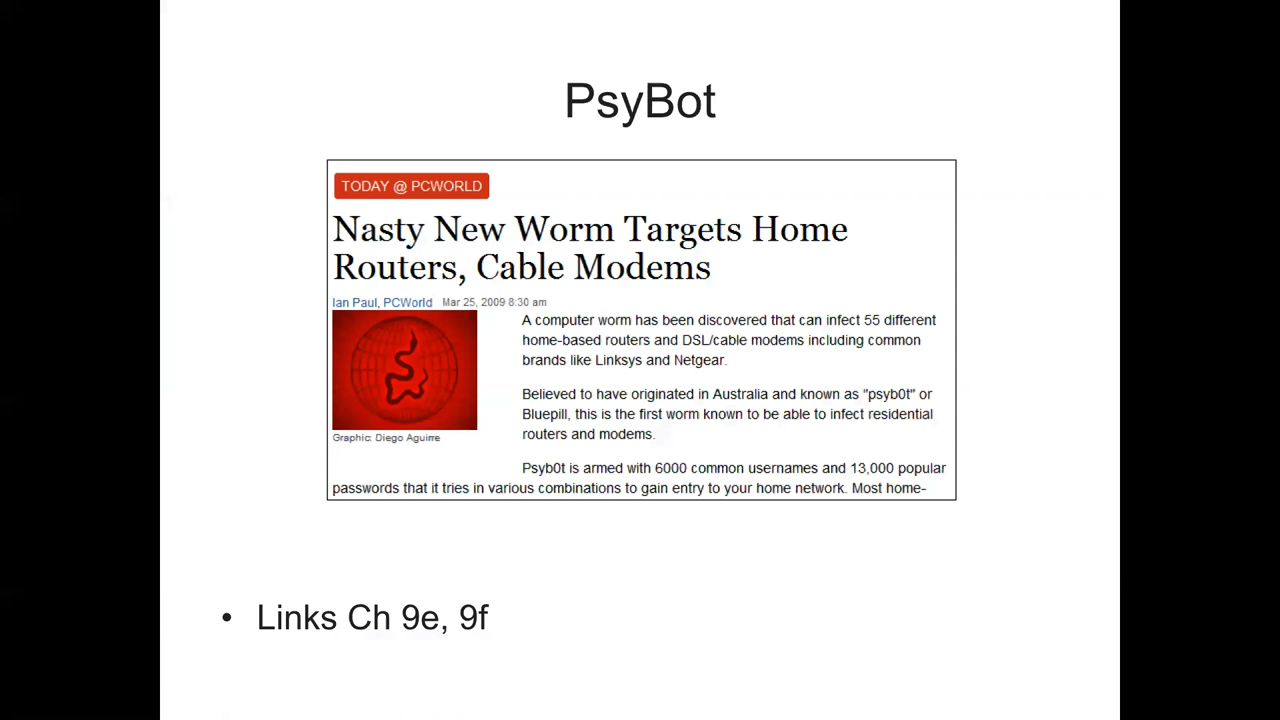 PsyBot
TODAY @ PCWORLD
Nasty New Worm Targets Home
Routers, Cable Modems
Ian Paul, PCWorld Mar 25, 2009 8:30 am
A computer worm has been discovered that can infect 55 different
home-based routers and DSL/cable modems including common
brands like Linksys and Netgear.
Believed to have originated in Australia and known as "psyb0t" or
Bluepill, this is the first worm known to be able to infect residential
routers and modems.
Graphic: Diego Aguirre
Psyb0t is armed with 6000 common usernames and 13,000 popular
passwords that it tries in various combinations to gain entry to your home network. Most home-
• Links Ch 9e, 9f